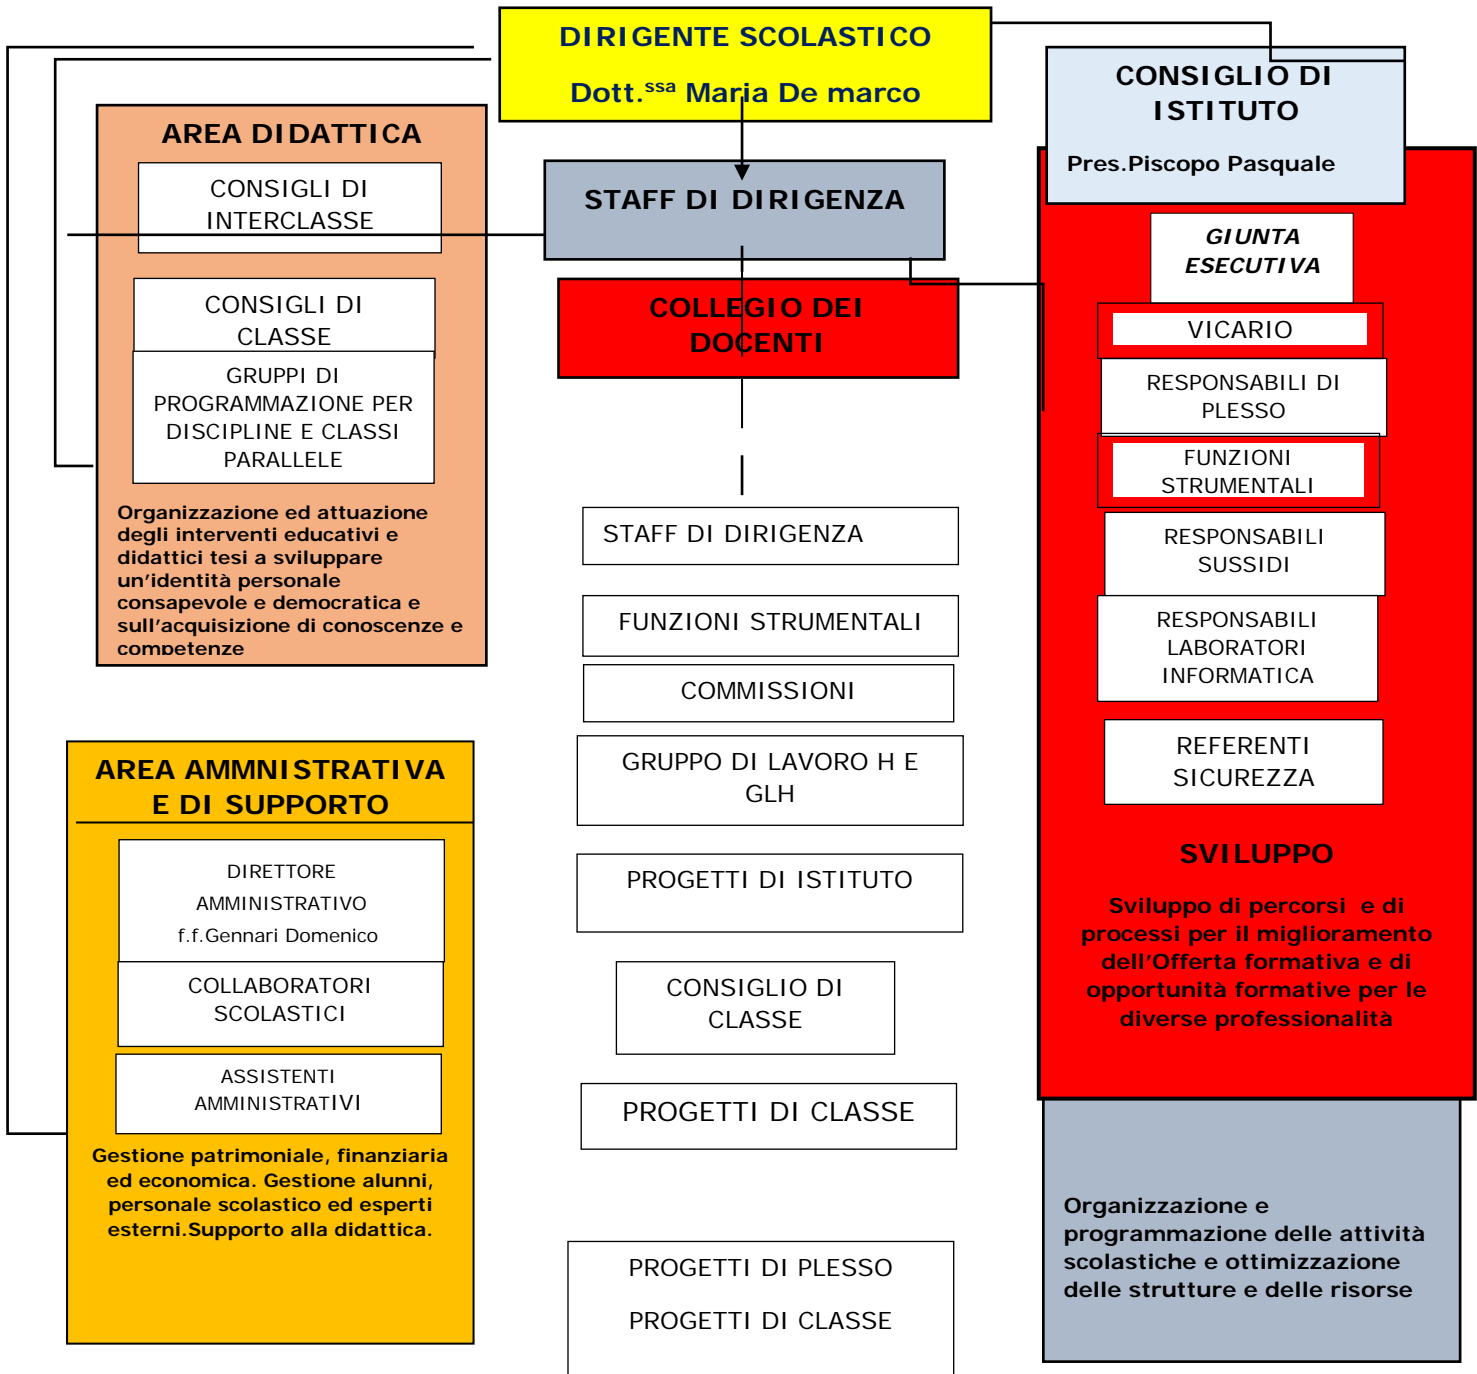 DIRIGENTE SCOLASTICO
Dott.ssa Maria De marco
CONSIGLIO DI
ISTITUTO
Pres.Piscopo Pasquale
AREA DIDATTICA
CONSIGLI DI
INTERCLASSE
CONSIGLI DI
CLASSE
GRUPPI DI
PROGRAMMAZIONE PER
DISCIPLINE E CLASSI
PARALLELE
Organizzazione ed attuazione
degli interventi educativi e
didattici tesi a sviluppare
un'identità personale
consapevole e democratica e
sull'acquisizione di conoscenze e
competenze
STAFF DI DIRIGENZA
COLLEGIO DEI
DOCENTI
STAFF DI DIRIGENZA
FUNZIONI STRUMENTALI
COMMISSIONI
GRUPPO DI LAVORO H E
GLH
PROGETTI DI ISTITUTO
CONSIGLIO DI
CLASSE
PROGETTI DI CLASSE
PROGETTI DI PLESSO
PROGETTI DI CLASSE
GIUNTA
ESECUTIVA
VICARIO
RESPONSABILI DI
PLESSO
FUNZIONI
STRUMENTALI
RESPONSABILI
SUSSIDI
RESPONSABILI
LABORATORI
INFORMATICA
REFERENTI
SICUREZZA
SVILUPPO
Sviluppo di percorsi e di
processi per il miglioramento
dell'Offerta formativa e di
opportunità formative per le
diverse professionalità
Organizzazione e
programmazione delle attività
scolastiche e ottimizzazione
delle strutture e delle risorse
AREA AMMNISTRATIVA
E DI SUPPORTO
DIRETTORE
AMMINISTRATIVO
f.f.Gennari Domenico
COLLABORATORI
SCOLASTICI
ASSISTENTI
AMMINISTRATIVI
Gestione patrimoniale, finanziaria
ed economica. Gestione alunni,
personale scolastico ed esperti
esterni.Supporto alla didattica.